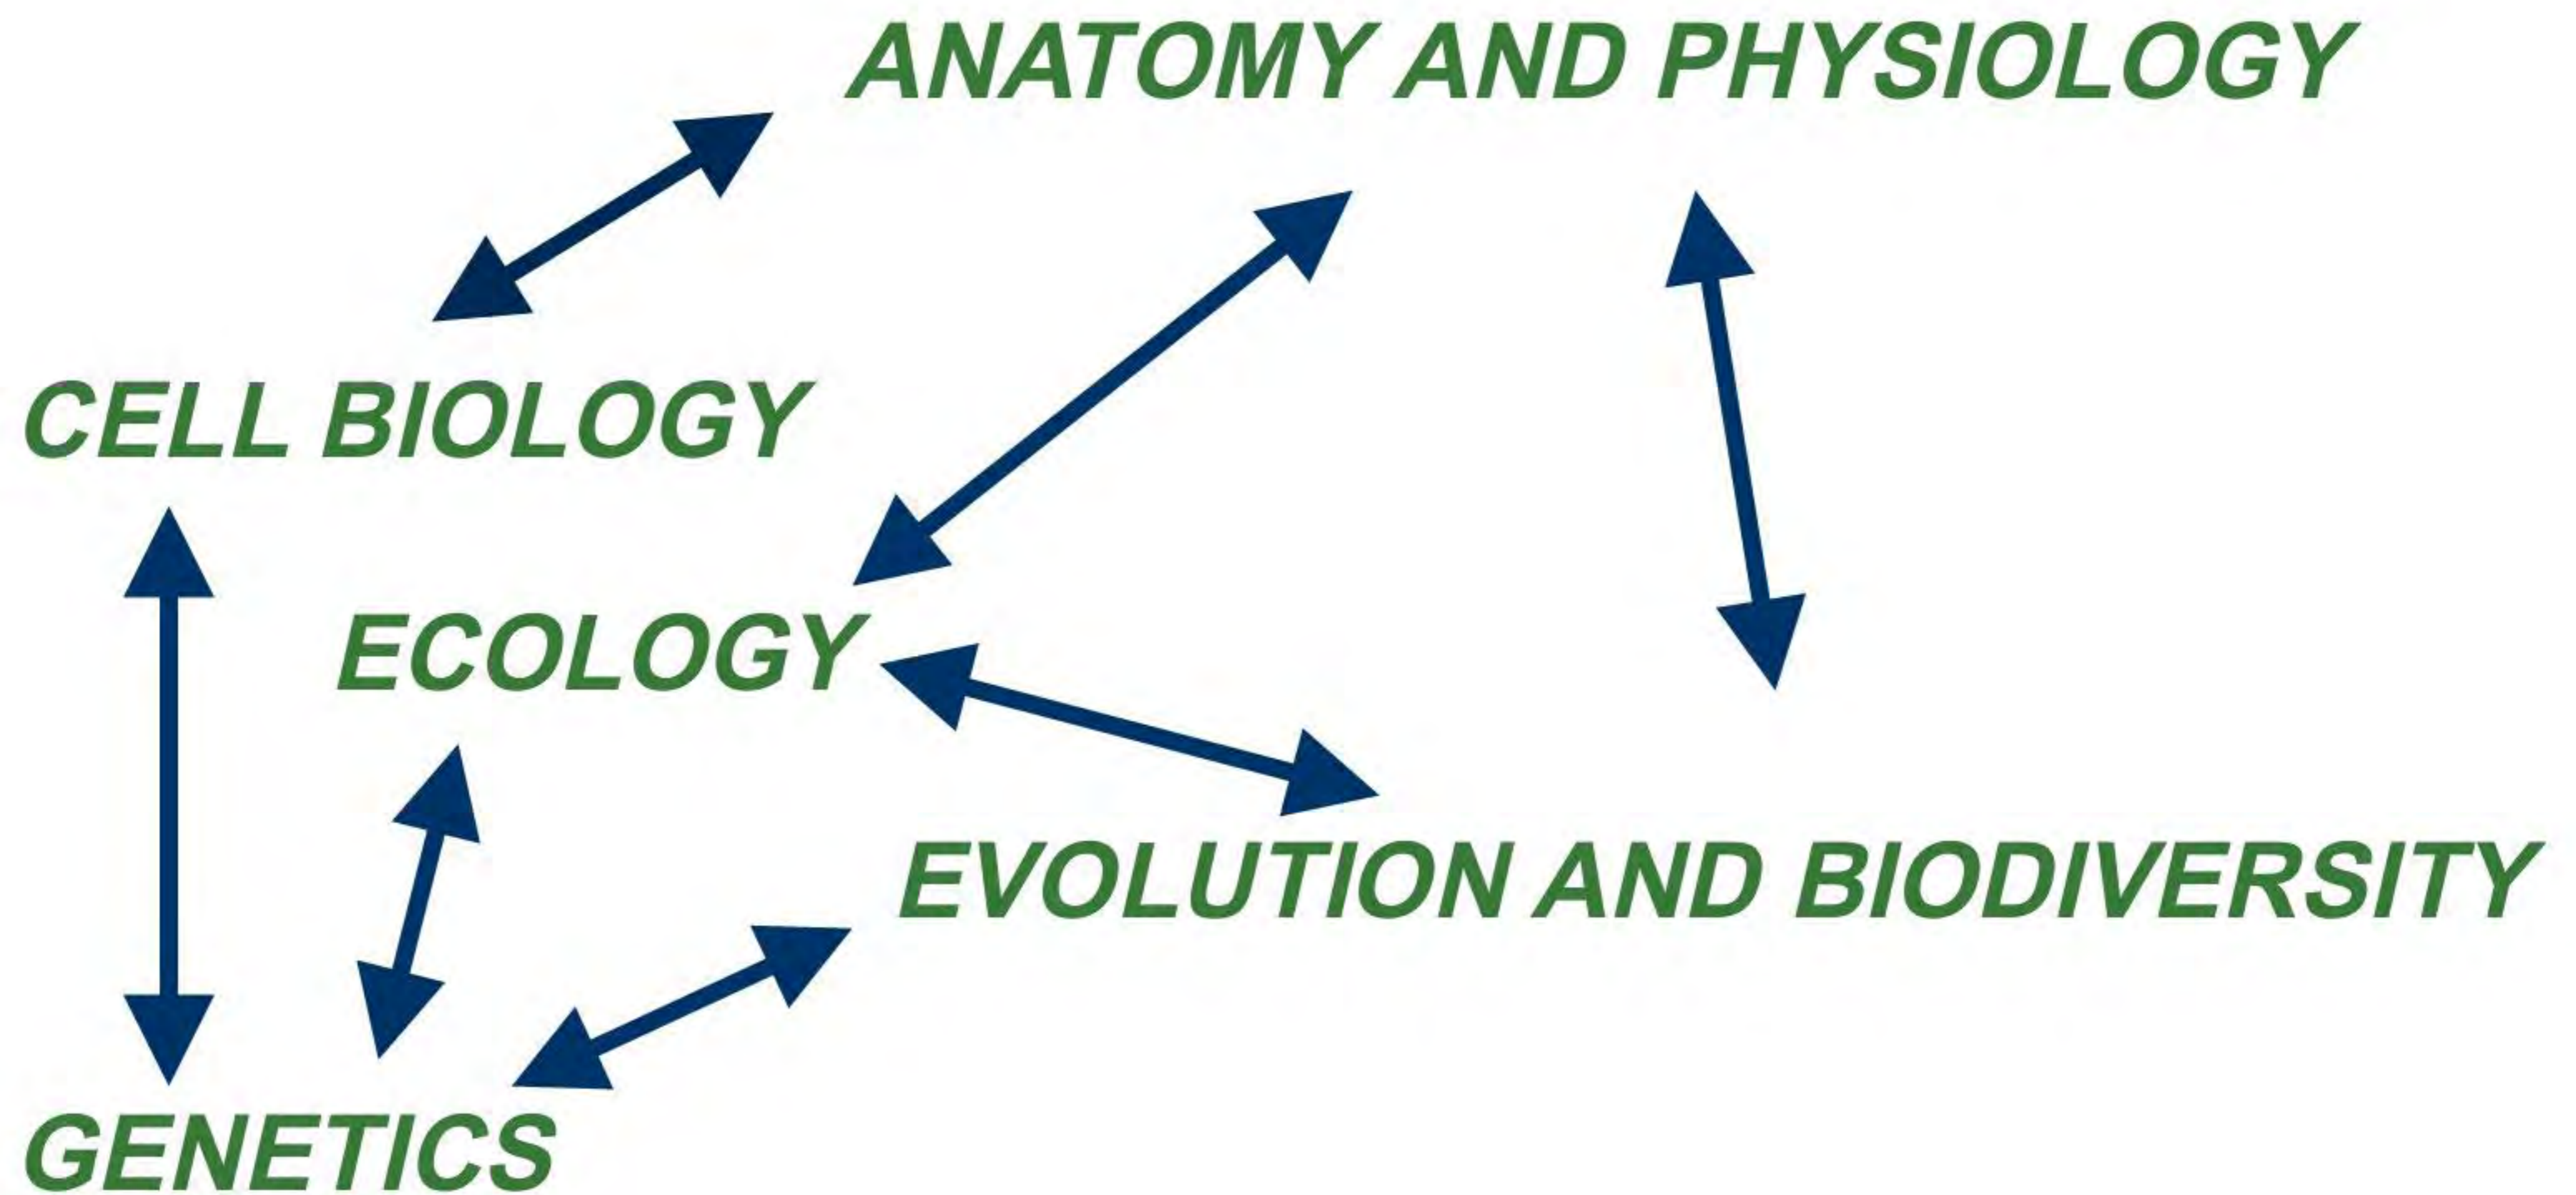 ANATOMY AND PHYSIOLOGY
CELL BIOLOGY
ECOLOGY
EVOLUTION AND BIODIVERSITY
GENETICS